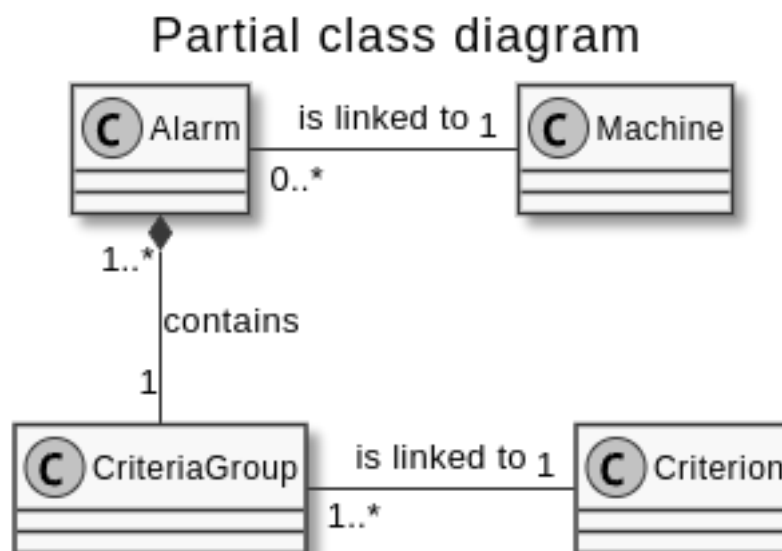 Partial class diagram
C Alarm
is linked to 1
0..*
C Machine
1..*
contains
1
C CriteriaGroup
is linked to 1
1..*
C Criterion